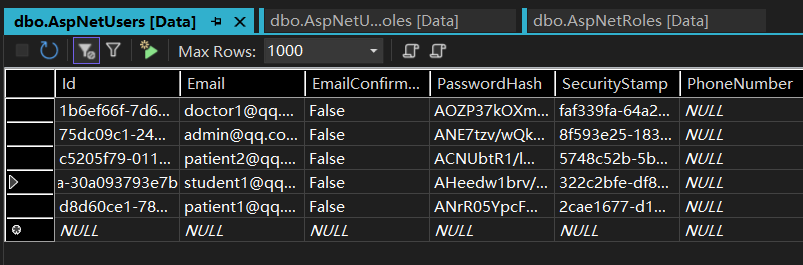 dbo.AspNetUsers [Data] dbo.AspNetU...oles [Data] dbo.AspNetRoles [Data]
Max Rows: 1000
Id Email EmailConfirm... PasswordHash SecurityStamp PhoneNumber
1b6ef66f-7d6... doctor1@qq.... False AOZP37kOXm... faf339fa-64a2... NULL
75dc09c1-24... admin@qq.co... False ANE7tzv/wQk... 8f593e25-183... NULL
c5205f79-011... patient2@qq.... False ACNUbtR1/l... 5748c52b-5b... NULL
a-30a093793e7b student1@qq.... False AHeedw1brv/... 322c2bfe-df8... NULL
d8d60ce1-78... patient1@qq.... False ANrR05YpcF... 2cae1677-d1... NULL
NULL NULL NULL NULL NULL NULL